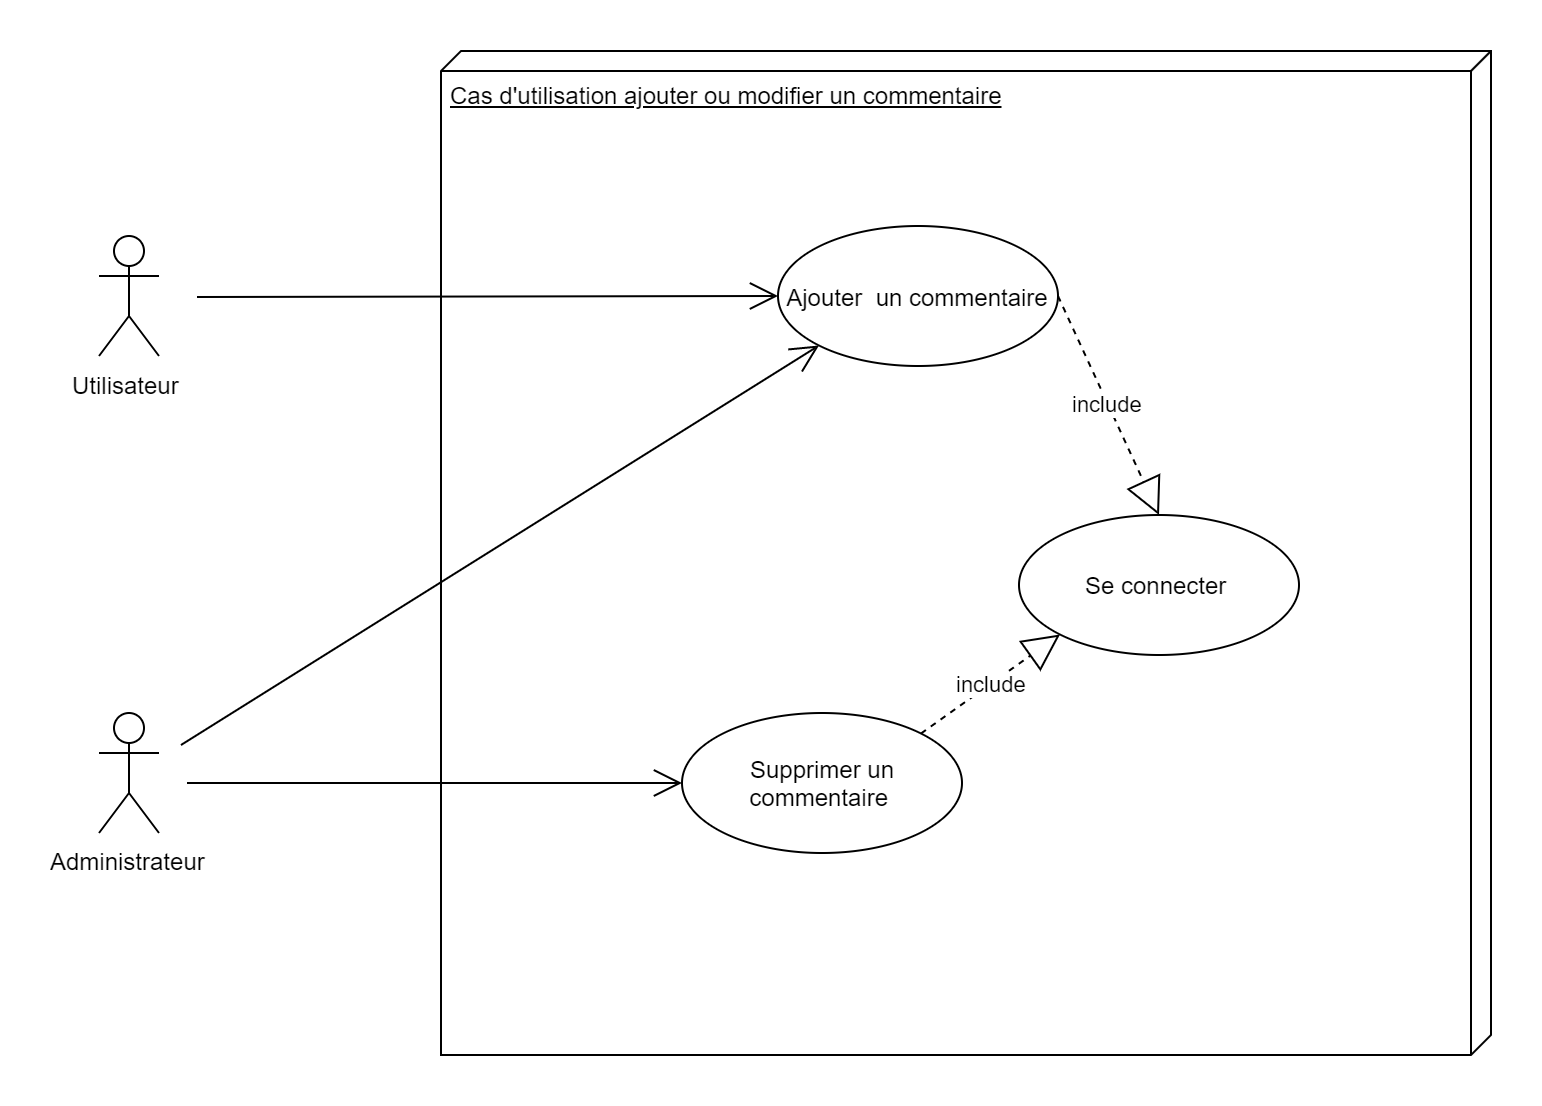 Cas d'utilisation ajouter ou modifier un commentaire
Ajouter  un commentaire
Utilisateur
include
Se connecter
include
Supprimer un
commentaire
Administrateur